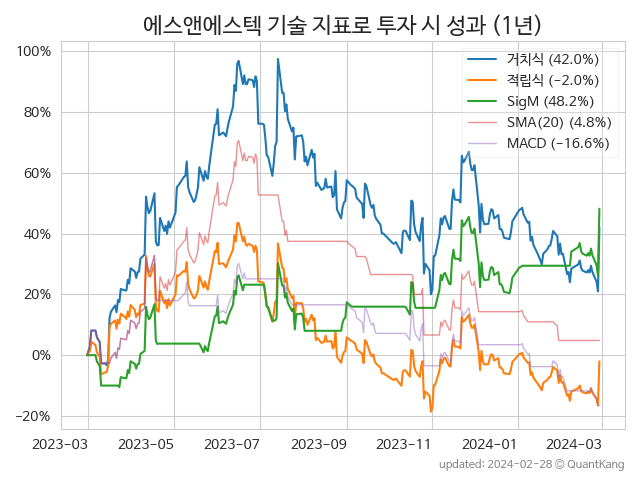 에스앤에스텍 기술 지표로 투자 시 성과 (1년)
100%
80%
60%
40%
20%
0%
−20%
거치식 (42.0%)
적립식 (−2.0%)
SigM (48.2%)
SMA(20) (4.8%)
MACD (−16.6%)
2023-03
2023-05
2023-07
2023-09
2023-11
2024-01
2024-03
updated: 2024-02-28 © QuantKang